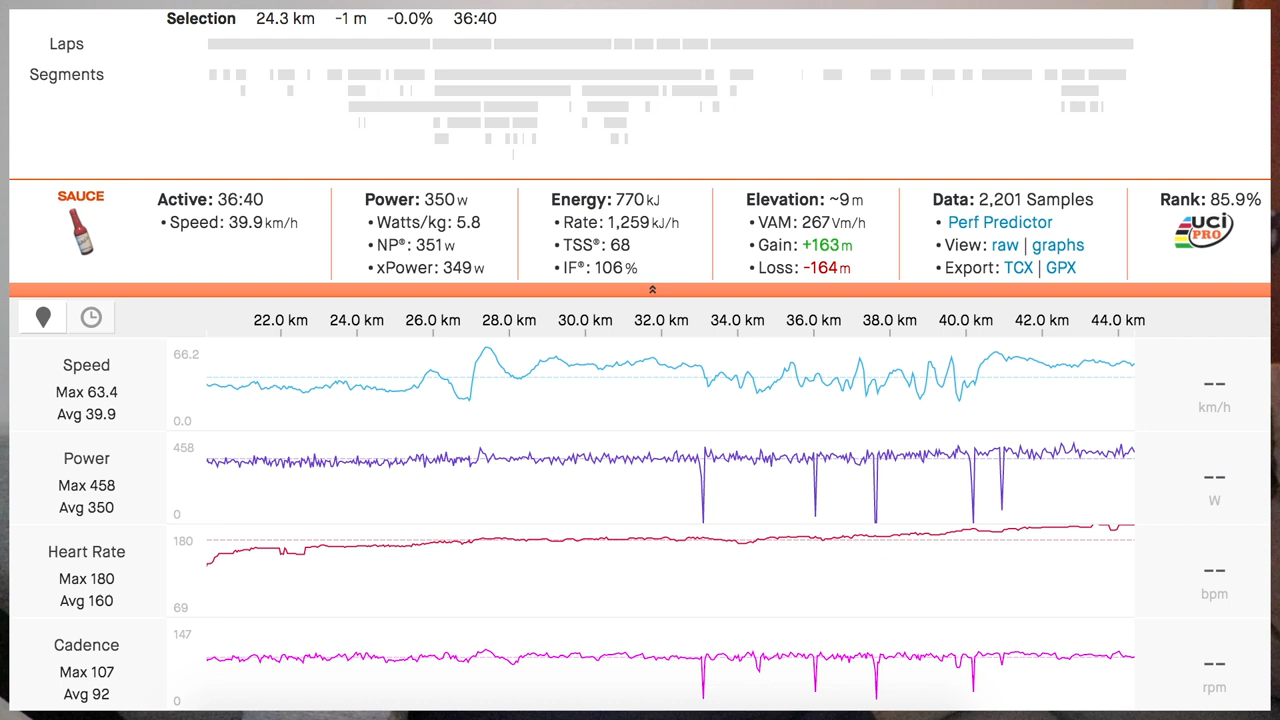 Selection 24.3 km -1 m -0.0% 36:40
Laps
Segments
SAUCE
Active: 36:40
• Speed: 39.9 km/h
Power: 350 w
• Watts/kg: 5.8
• NP®: 351 w
• xPower: 349 w
Energy: 770 kJ
• Rate: 1,259 kJ/h
• TSS®: 68
• IF®: 106 %
Elevation: ~9 m
• VAM: 267 Vm/h
• Gain: +163 m
• Loss: -164 m
Data: 2,201 Samples
• Perf Predictor
• View: raw | graphs
• Export: TCX | GPX
Rank: 85.9%
UCI
PRO
22.0 km 24.0 km 26.0 km 28.0 km 30.0 km 32.0 km 34.0 km 36.0 km 38.0 km 40.0 km 42.0 km 44.0 km
Speed
Max 63.4
Avg 39.9
66.2
0.0
--
km/h
Power
Max 458
Avg 350
458
0
--
W
Heart Rate
Max 180
Avg 160
180
69
--
bpm
Cadence
Max 107
Avg 92
147
0
--
rpm